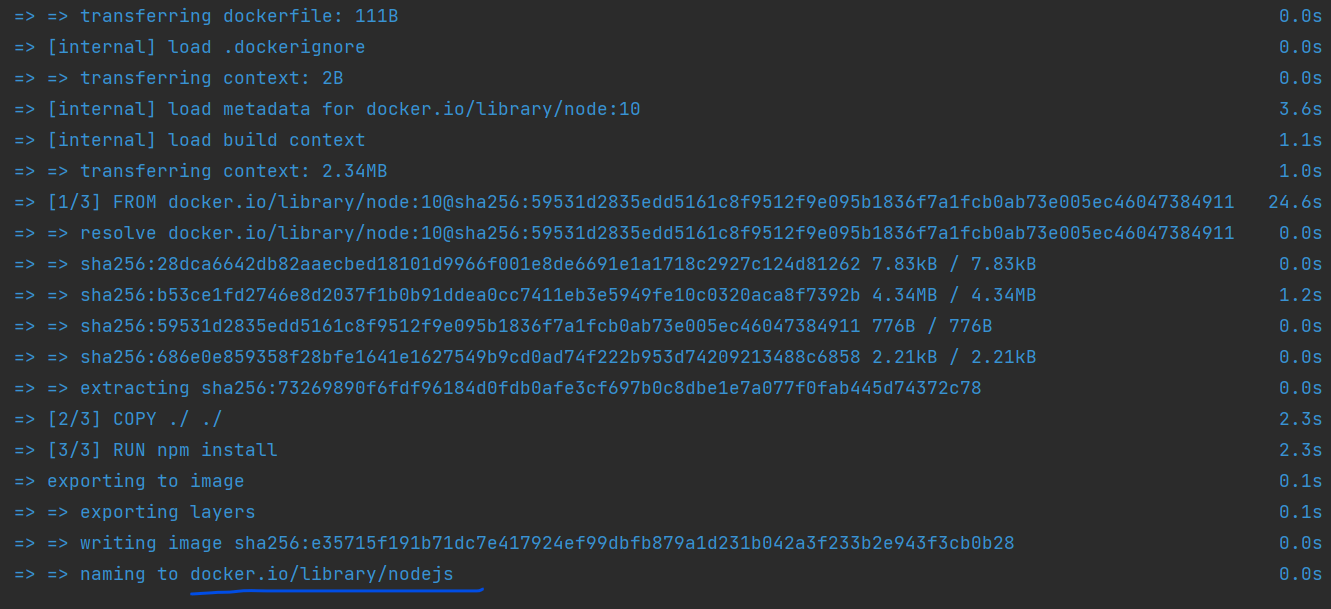 => => transferring dockerfile: 111B 0.0s
=> [internal] load .dockerignore 0.0s
=> => transferring context: 2B 0.0s
=> [internal] load metadata for docker.io/library/node:10 3.6s
=> [internal] load build context 1.1s
=> => transferring context: 2.34MB 1.0s
=> [1/3] FROM docker.io/library/node:10@sha256:59531d2835edd5161c8f9512f9e095b1836f7a1fcb0ab73e005ec46047384911 24.6s
=> => resolve docker.io/library/node:10@sha256:59531d2835edd5161c8f9512f9e095b1836f7a1fcb0ab73e005ec46047384911 0.0s
=> => sha256:28dca6642db82aaecbed18101d9966f001e8de6691e1a1718c2927c124d81262 7.83kB / 7.83kB 0.0s
=> => sha256:b53ce1fd2746e8d2037f1b0b91ddea0cc7411eb3e5949fe10c0320aca8f7392b 4.34MB / 4.34MB 1.2s
=> => sha256:59531d2835edd5161c8f9512f9e095b1836f7a1fcb0ab73e005ec46047384911 776B / 776B 0.0s
=> => sha256:686e0e859358f28bfe1641e1627549b9cd0ad74f222b953d74209213488c6858 2.21kB / 2.21kB 0.0s
=> => extracting sha256:73269890f6fdf96184d0fdb0afe3cf697b0c8dbe1e7a077f0fab445d74372c78 0.0s
=> [2/3] COPY ./ ./ 2.3s
=> [3/3] RUN npm install 2.3s
=> exporting to image 0.1s
=> => exporting layers 0.1s
=> => writing image sha256:e35715f191b71dc7e417924ef99dbfb879a1d231b042a3f233b2e943f3cb0b28 0.0s
=> => naming to docker.io/library/nodejs 0.0s